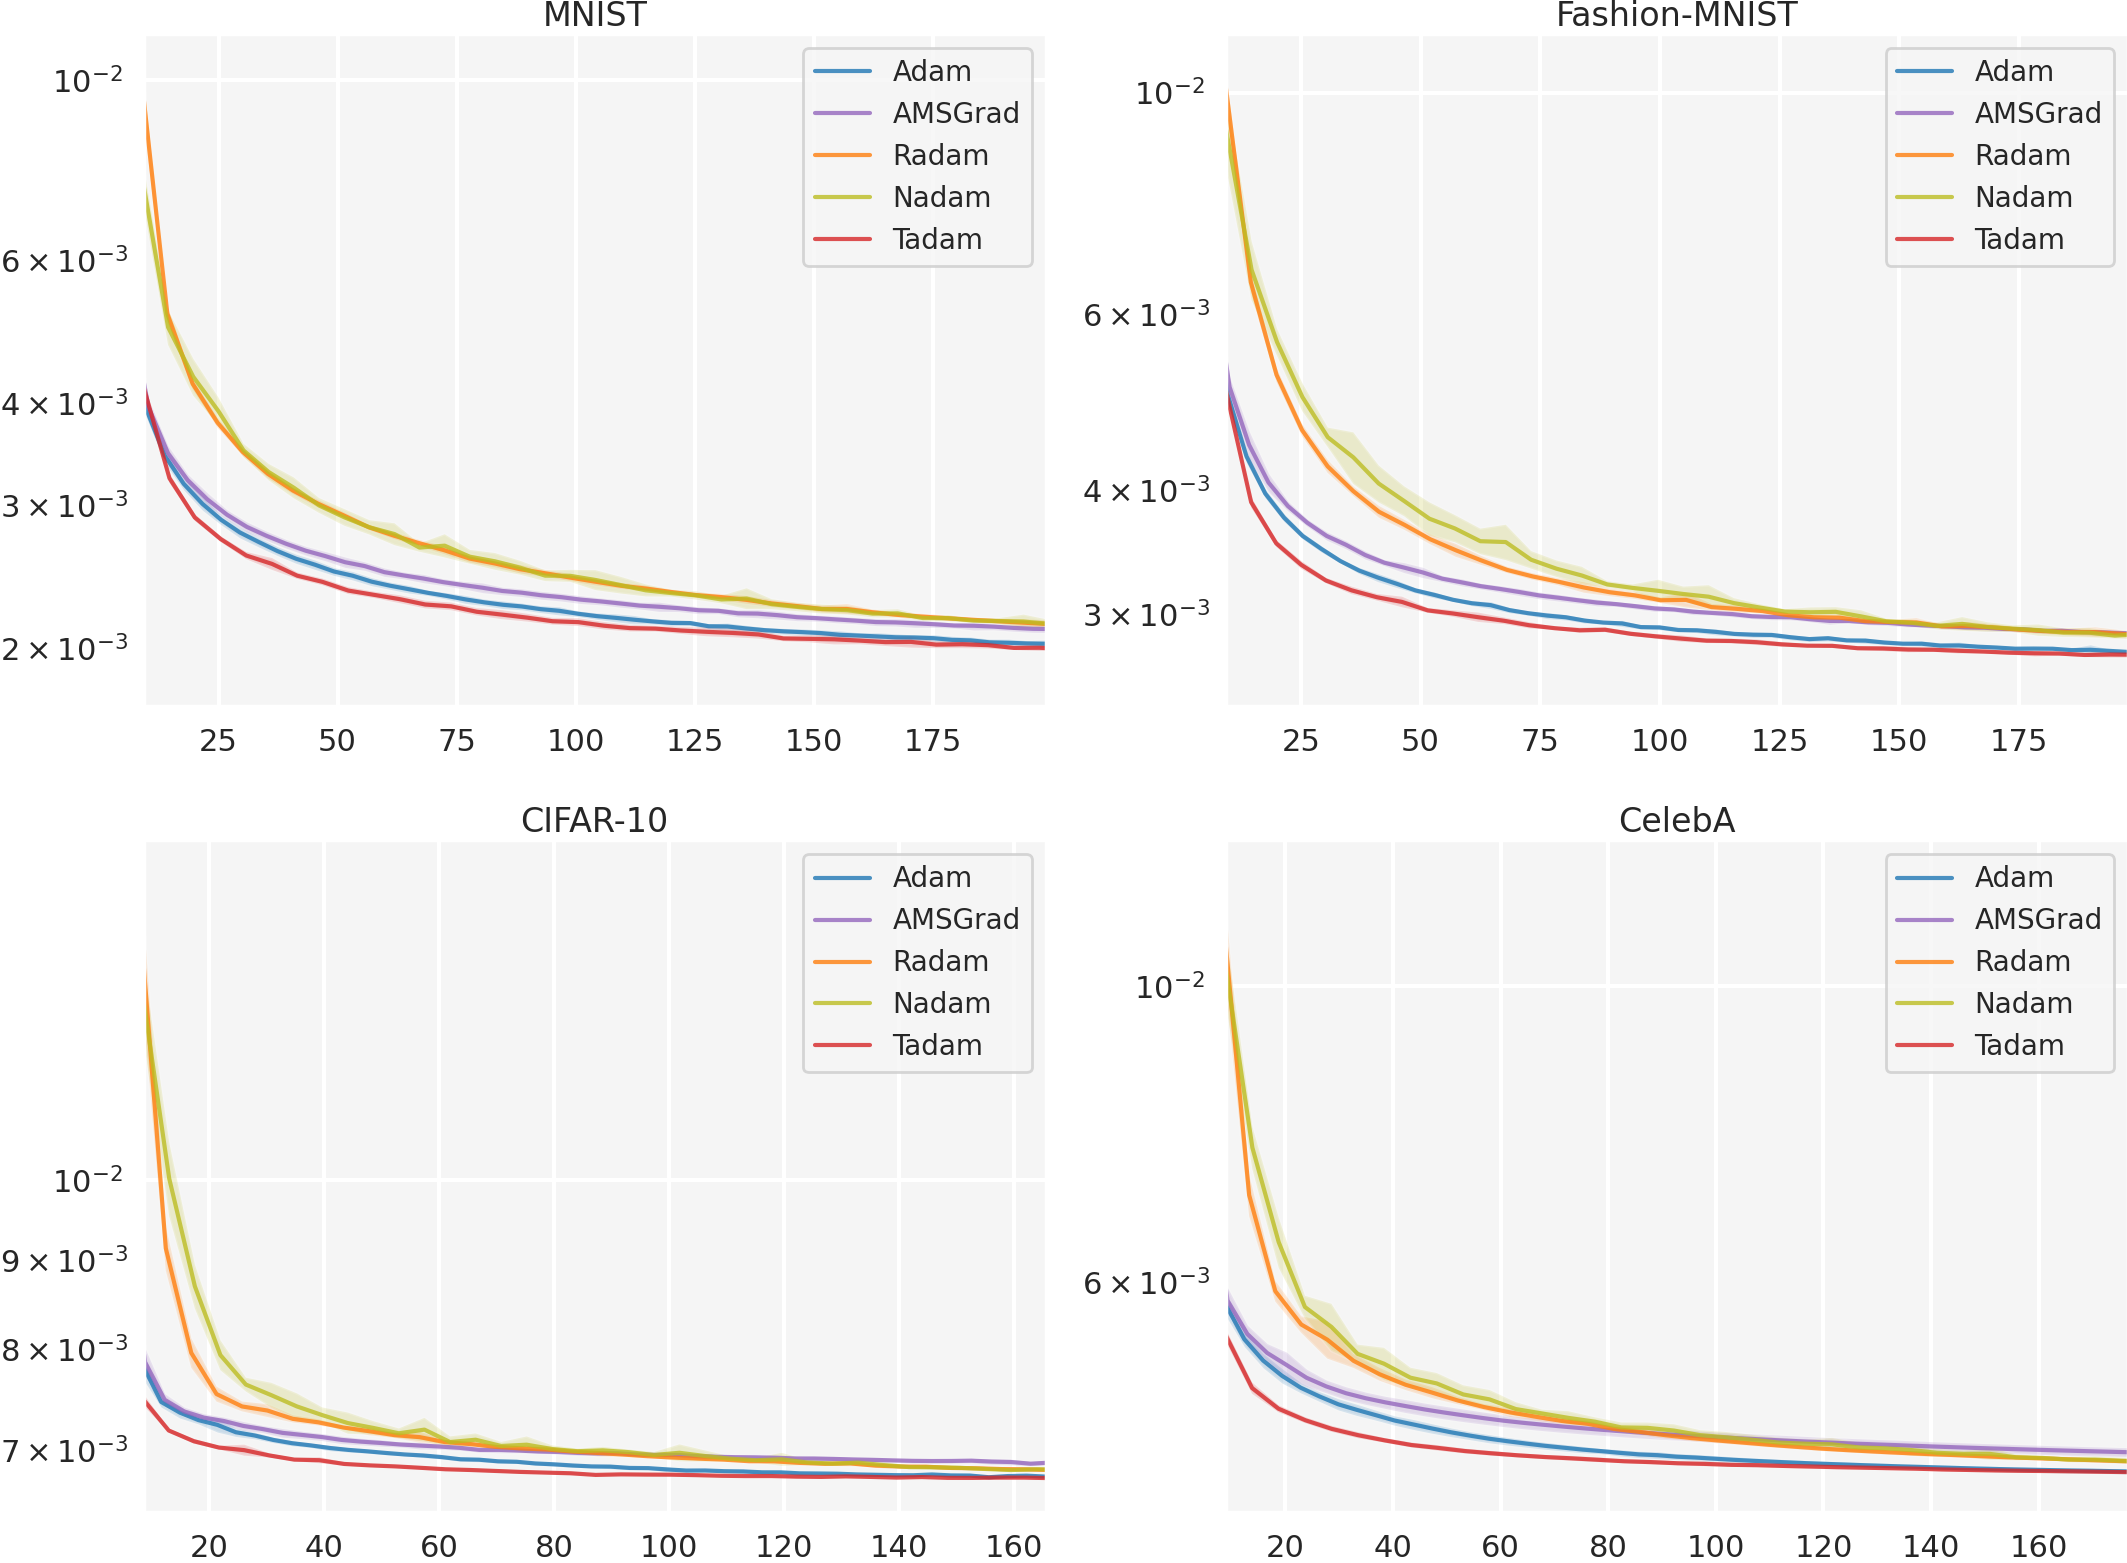 MNIST
10⁻²
6 × 10⁻³
4 × 10⁻³
3 × 10⁻³
2 × 10⁻³
Adam
AMSGrad
Radam
Nadam
Tadam
25 50 75 100 125 150 175
Fashion-MNIST
10⁻²
6 × 10⁻³
4 × 10⁻³
3 × 10⁻³
Adam
AMSGrad
Radam
Nadam
Tadam
25 50 75 100 125 150 175
CIFAR-10
10⁻²
9 × 10⁻³
8 × 10⁻³
7 × 10⁻³
Adam
AMSGrad
Radam
Nadam
Tadam
20 40 60 80 100 120 140 160
CelebA
10⁻²
6 × 10⁻³
Adam
AMSGrad
Radam
Nadam
Tadam
20 40 60 80 100 120 140 160